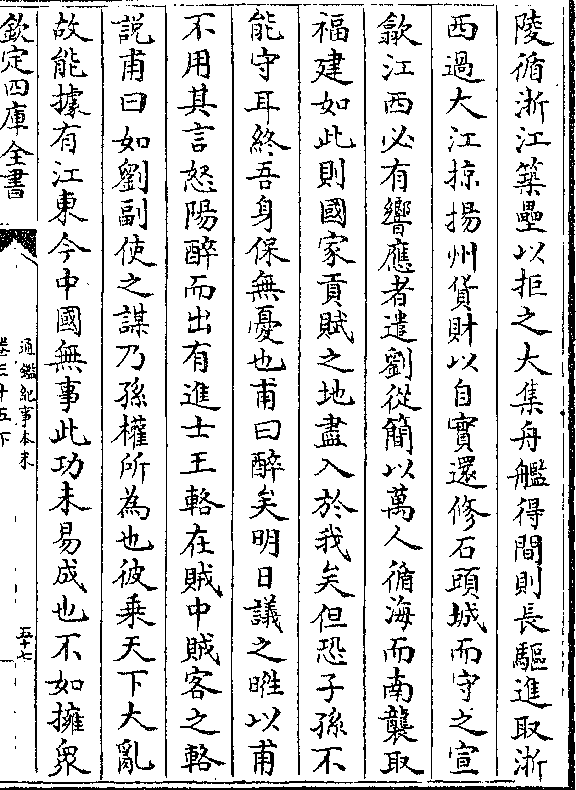 陵循浙江築壘以拒之大集舟艦得間則長驅進取浙
西過大江掠揚州貨財以自實還修石頭城而守之宣
歙江西必有響應者遣劉從簡以萬人循海而南襲取
福建如此則國家貢賦之地盡入於我矣但恐子孫不
能守耳終吾身保無憂也甫曰醉矣明日議之暀以甫
不用其言怒陽醉而出有進士王輅在賊中賊客之輅
説甫曰如劉副使之謀乃孫權所為也彼乗天下大亂
故能據有江東今中國無事此功未易成也不如擁衆
欽定四庫全書
通鑑紀事本末
卷三十五下
五十七